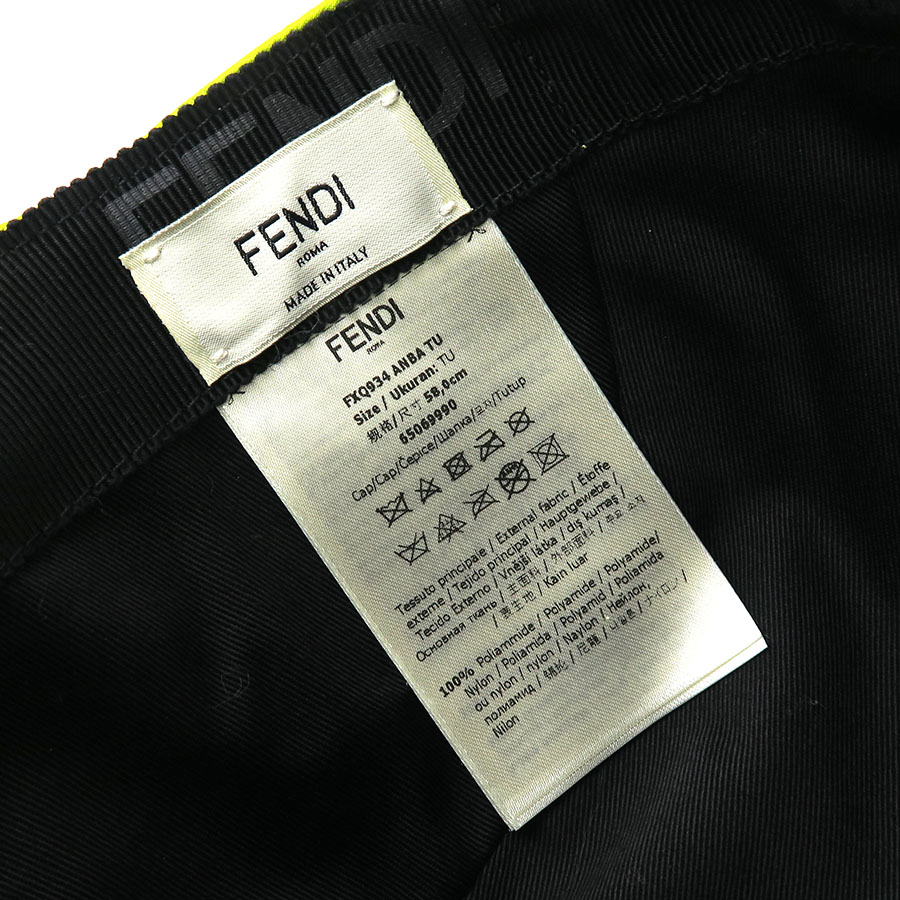 FENDI
FENDI
ROMA
MADE IN ITALY
FENDI
ROMA
FXQ934 ANBA TU
Size / Ukuran: TU
规格/尺寸 58,0cm
65069990
Cap/Cap/Čepice/Шапка/모자/Tutup
Tessuto principale / External fabric / Étoffe
externe / Tejido principal / Hauptgewebe /
Tecido Externo / Vnější látka / dış kumaş /
Основная ткань / 表生地 / 主面料 / 外部面料 / 주요 소재
/ Kain luar
100% Poliammide / Polyamide / Polyamide/
Nylon / Poliamida / Polyamid / Poliamida
ou nylon / nylon / Naylon / Нейлон,
полиамид / 锦纶 / 尼龍 / 나일론 / ナイロン /
Nilon